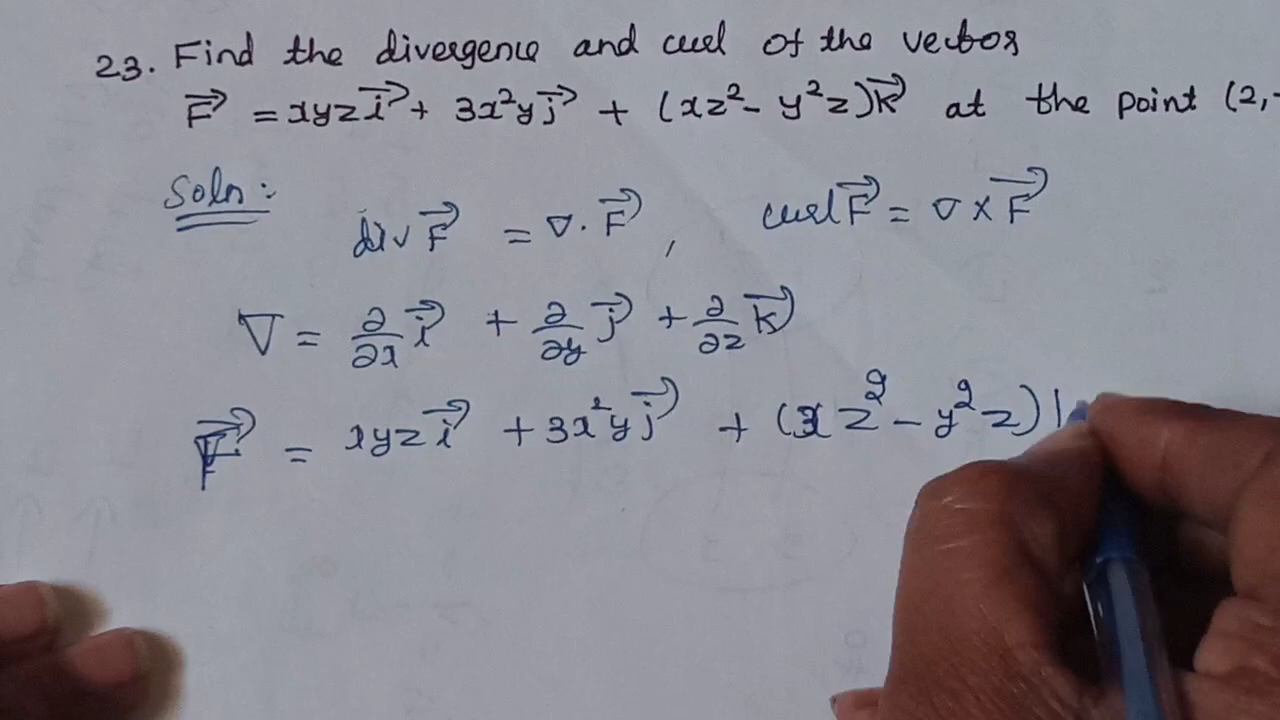 23. Find the divergence and curl of the vector
F⃗ = xyz i⃗ + 3x²y j⃗ + (xz² - y²z) k⃗ at the point (2,-
Soln:
div F⃗ = ∇ . F⃗ , curl F⃗ = ∇ × F⃗
∇ = ∂/∂x i⃗ + ∂/∂y j⃗ + ∂/∂z k⃗
F⃗ = xyz i⃗ + 3x²y j⃗ + (xz² - y²z)